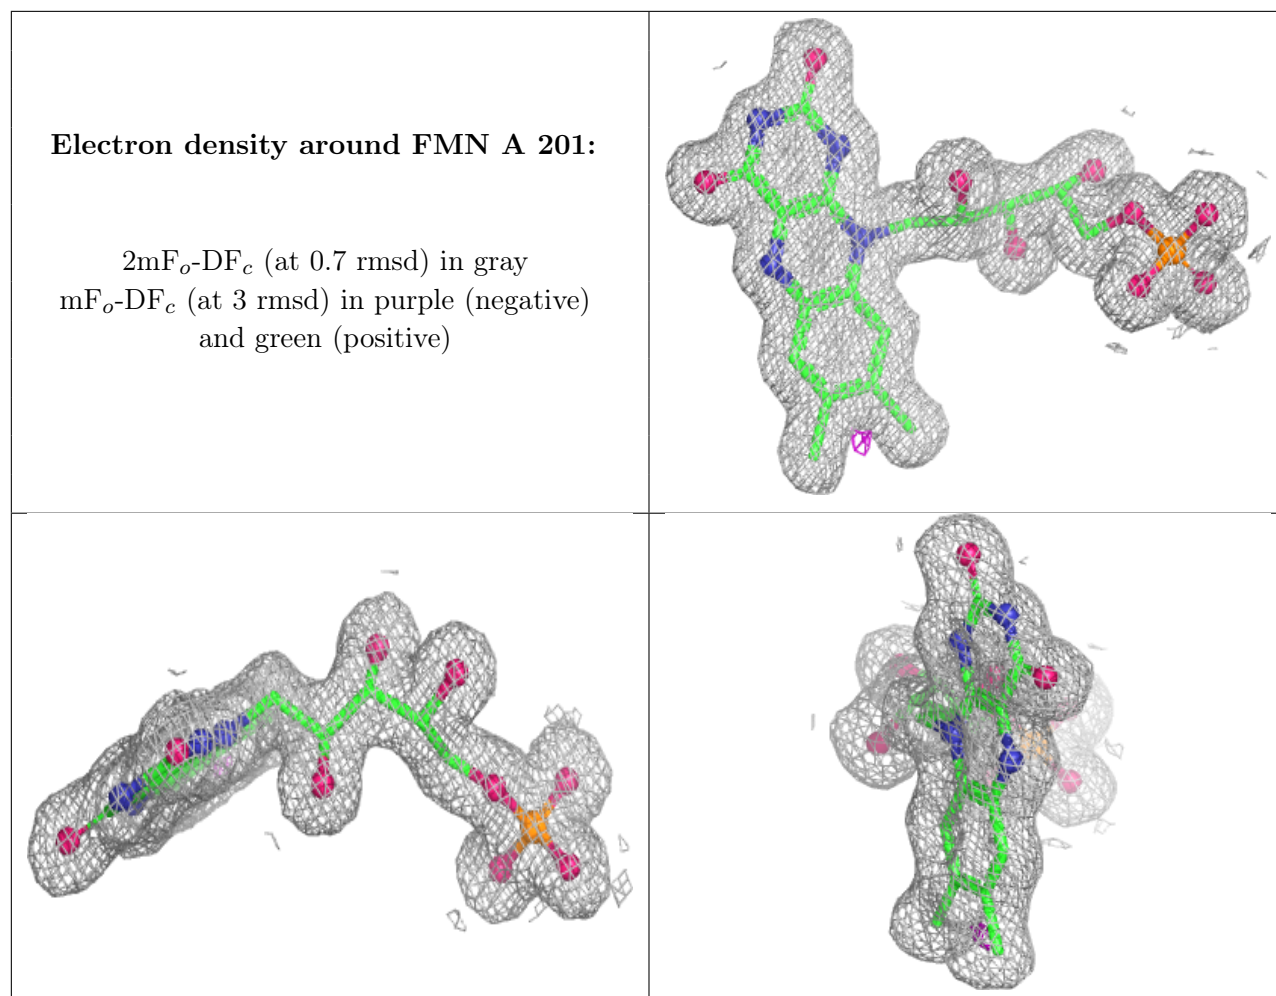 Electron density around FMN A 201:
2mFo-DFc (at 0.7 rmsd) in gray
mFo-DFc (at 3 rmsd) in purple (negative)
and green (positive)